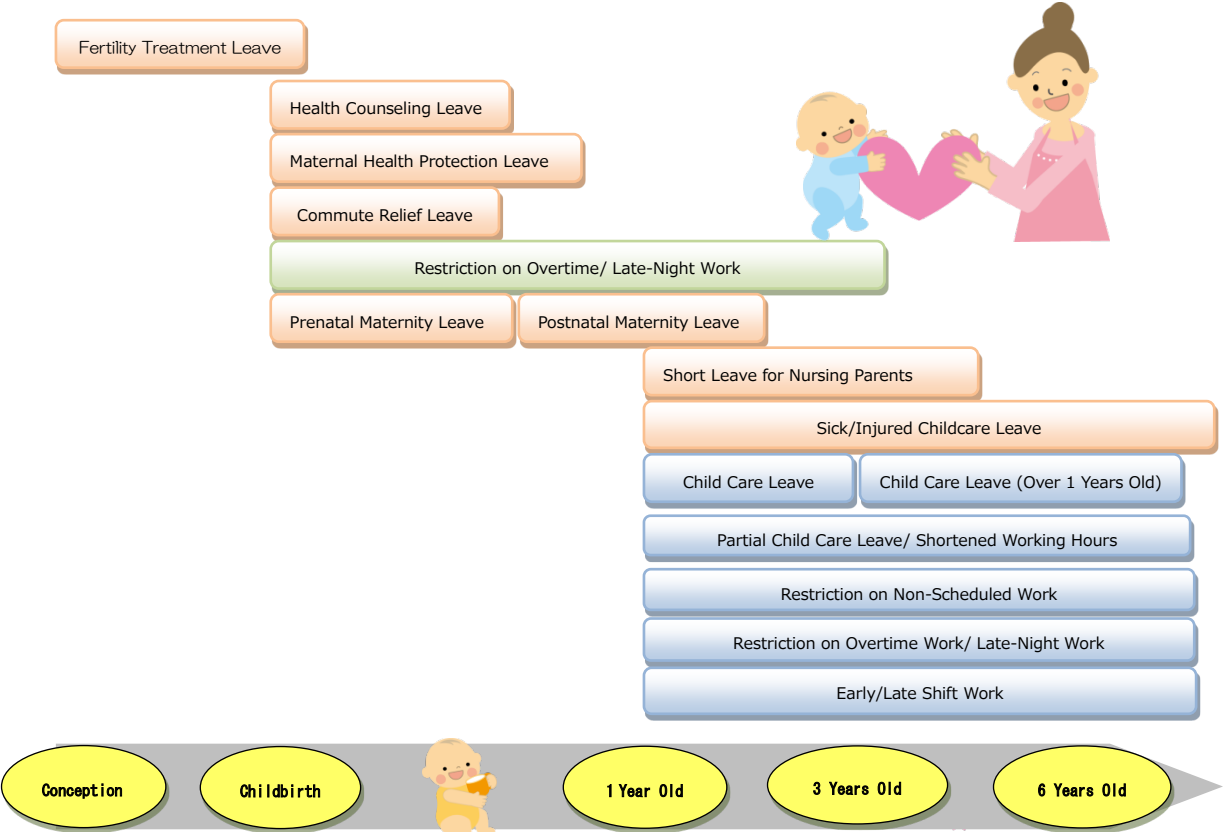 Fertility Treatment Leave
Health Counseling Leave
Maternal Health Protection Leave
Commute Relief Leave
Restriction on Overtime/ Late-Night Work
Prenatal Maternity Leave
Postnatal Maternity Leave
Short Leave for Nursing Parents
Sick/Injured Childcare Leave
Child Care Leave
Child Care Leave (Over 1 Years Old)
Partial Child Care Leave/ Shortened Working Hours
Restriction on Non-Scheduled Work
Restriction on Overtime Work/ Late-Night Work
Early/Late Shift Work
Conception
Childbirth
1 Year Old
3 Years Old
6 Years Old